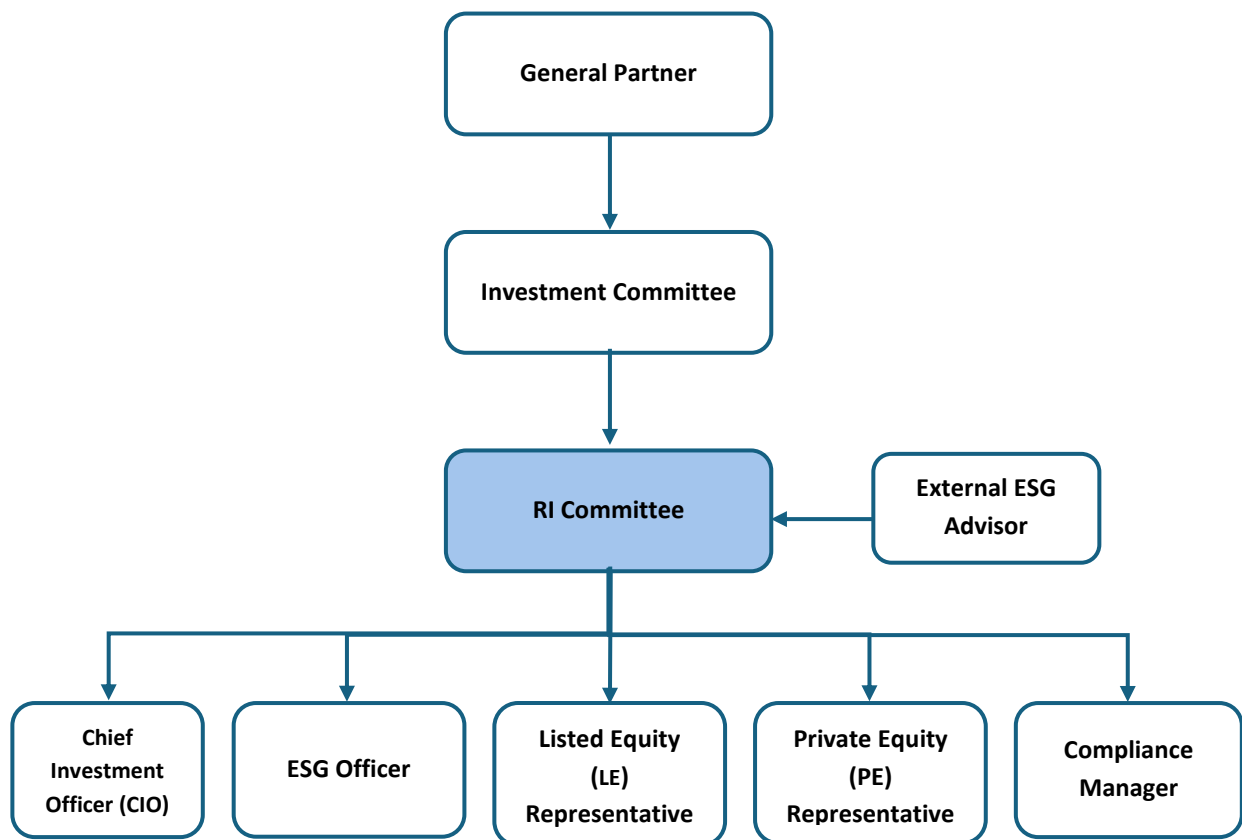 General Partner
Investment Committee
RI Committee
External ESG
Advisor
Chief
Investment
Officer (CIO)
ESG Officer
Listed Equity
(LE)
Representative
Private Equity
(PE)
Representative
Compliance
Manager